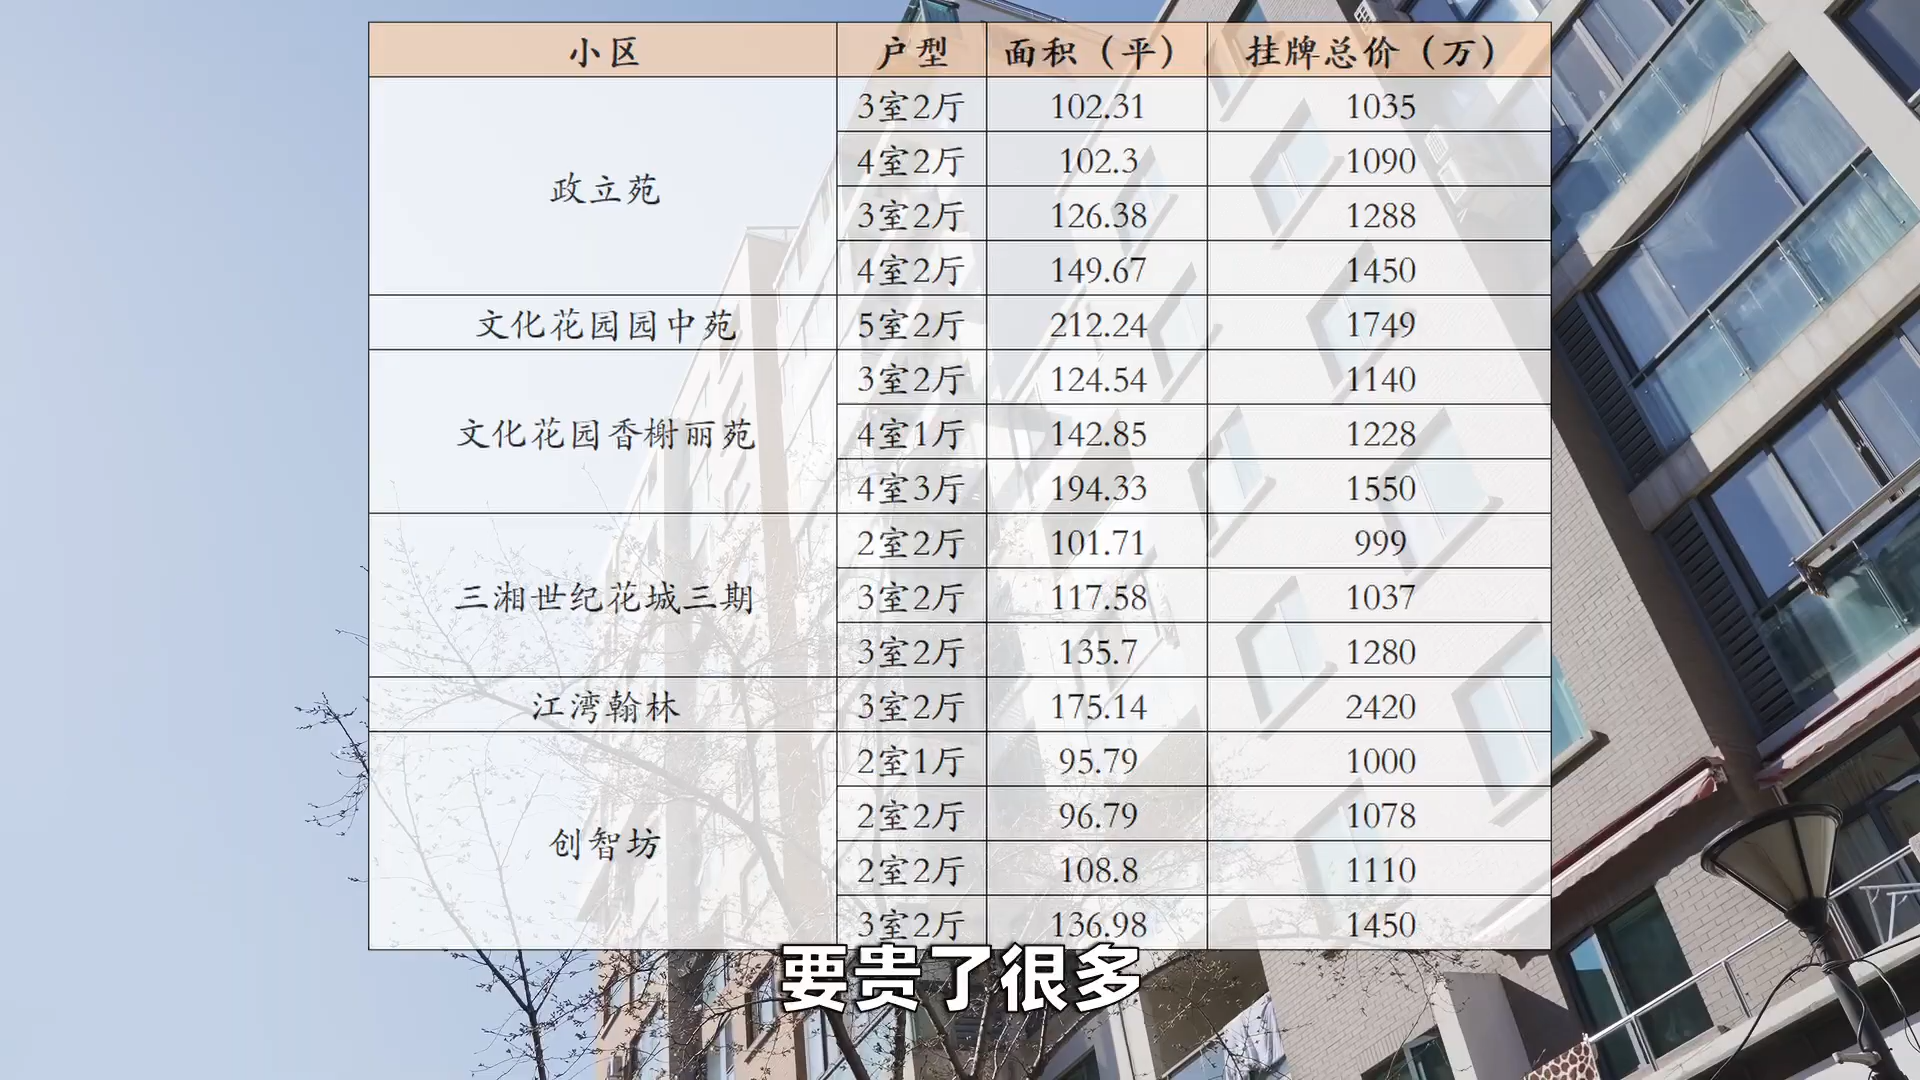 小区 户型 面积（平） 挂牌总价（万）
政立苑 3室2厅 102.31 1035
4室2厅 102.3 1090
3室2厅 126.38 1288
4室2厅 149.67 1450
文化花园园中苑 5室2厅 212.24 1749
文化花园香榭丽苑 3室2厅 124.54 1140
4室1厅 142.85 1228
4室3厅 194.33 1550
三湘世纪花城三期 2室2厅 101.71 999
3室2厅 117.58 1037
3室2厅 135.7 1280
江湾翰林 3室2厅 175.14 2420
创智坊 2室1厅 95.79 1000
2室2厅 96.79 1078
2室2厅 108.8 1110
3室2厅 136.98 1450
要贵了很多